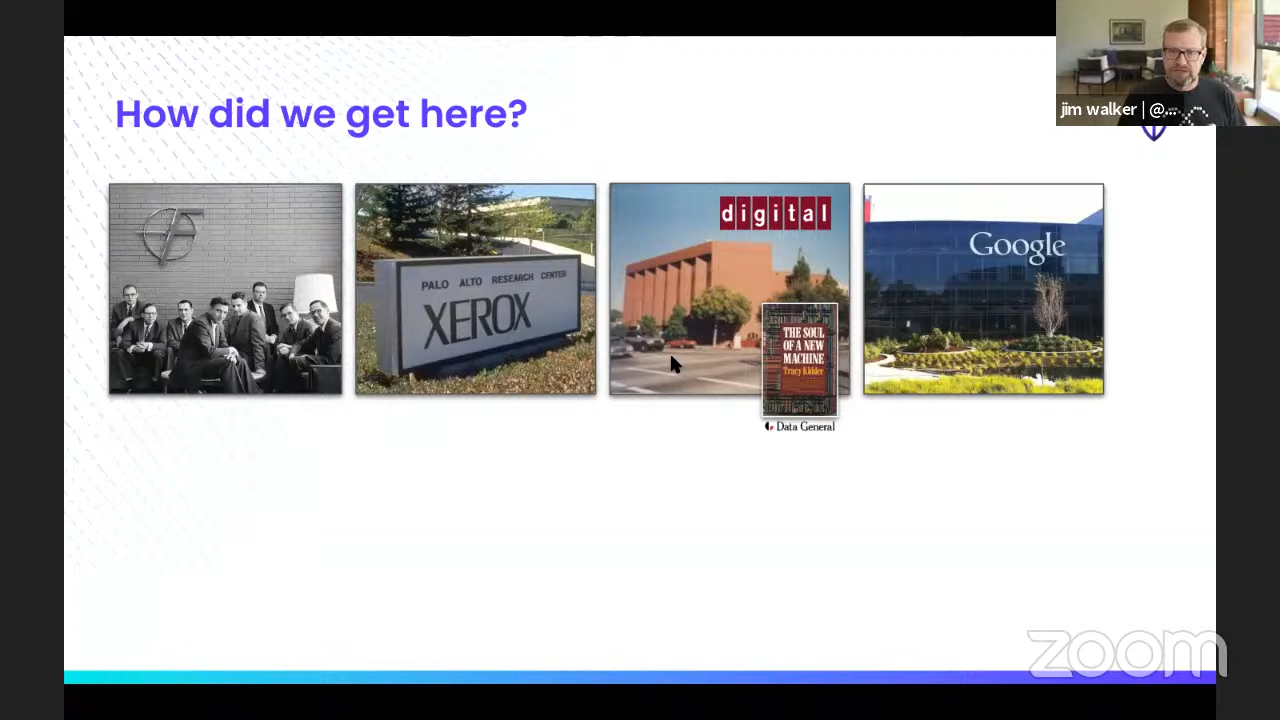 How did we get here?
jim walker | @...
PALO ALTO RESEARCH CENTER
XEROX
digital
THE SOUL
OF A NEW
MACHINE
Tracy Kidder
Data General
Google
zoom